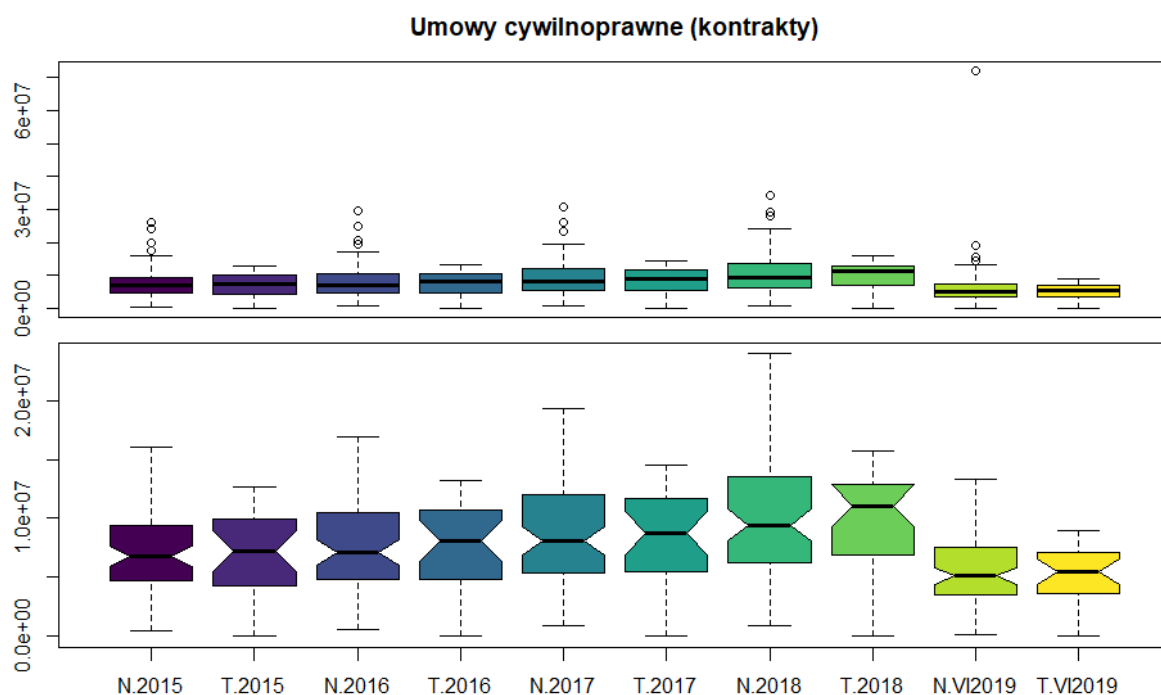 Umowy cywilnoprawne (kontrakty)
6e+07
3e+07
0e+00
2.0e+07
1.0e+07
0.0e+00
N.2015 T.2015 N.2016 T.2016 N.2017 T.2017 N.2018 T.2018 N.VI2019 T.VI2019